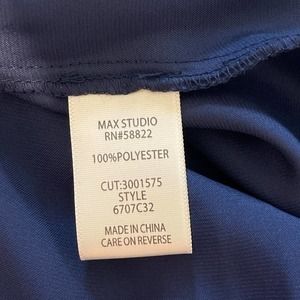 MAX STUDIO
RN#58822
100%POLYESTER
CUT:3001575
STYLE
6707C32
MADE IN CHINA
CARE ON REVERSE